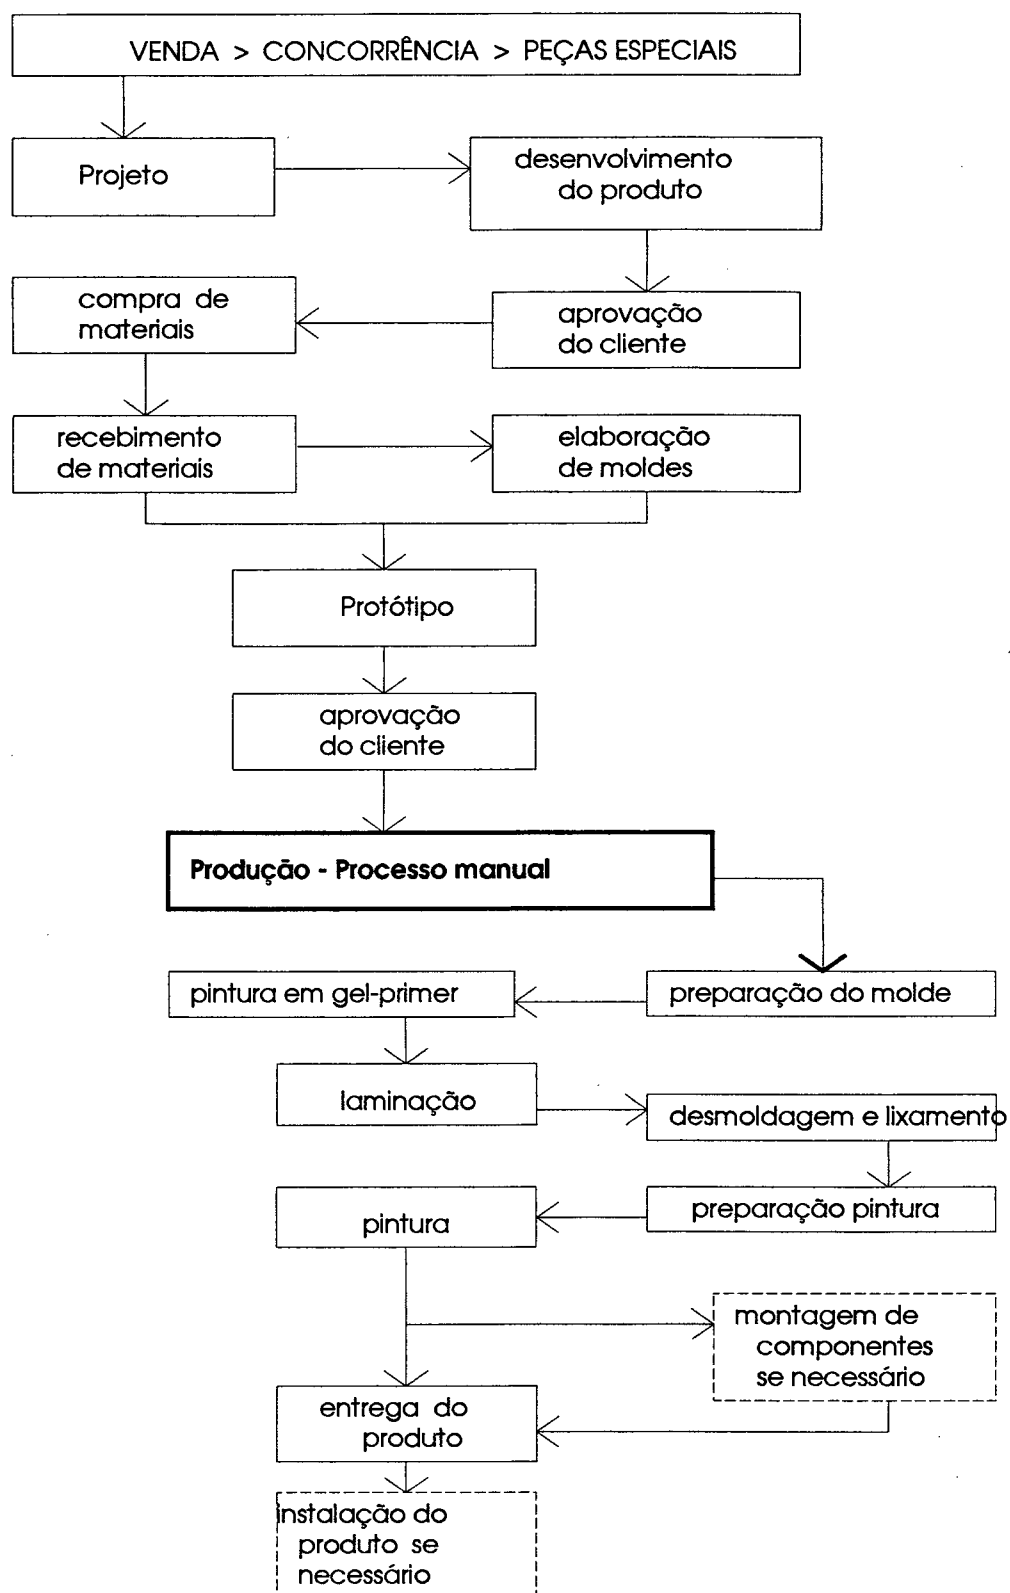 VENDA > CONCORRÊNCIA > PEÇAS ESPECIAIS
Projeto
desenvolvimento
do produto
compra de
materiais
aprovação
do cliente
recebimento
de materiais
elaboração
de moldes
Protótipo
aprovação
do cliente
Produção - Processo manual
pintura em gel-primer
preparação do molde
laminação
desmoldagem e lixamento
preparação pintura
pintura
montagem de
componentes
se necessário
entrega do
produto
instalação do
produto se
necessário